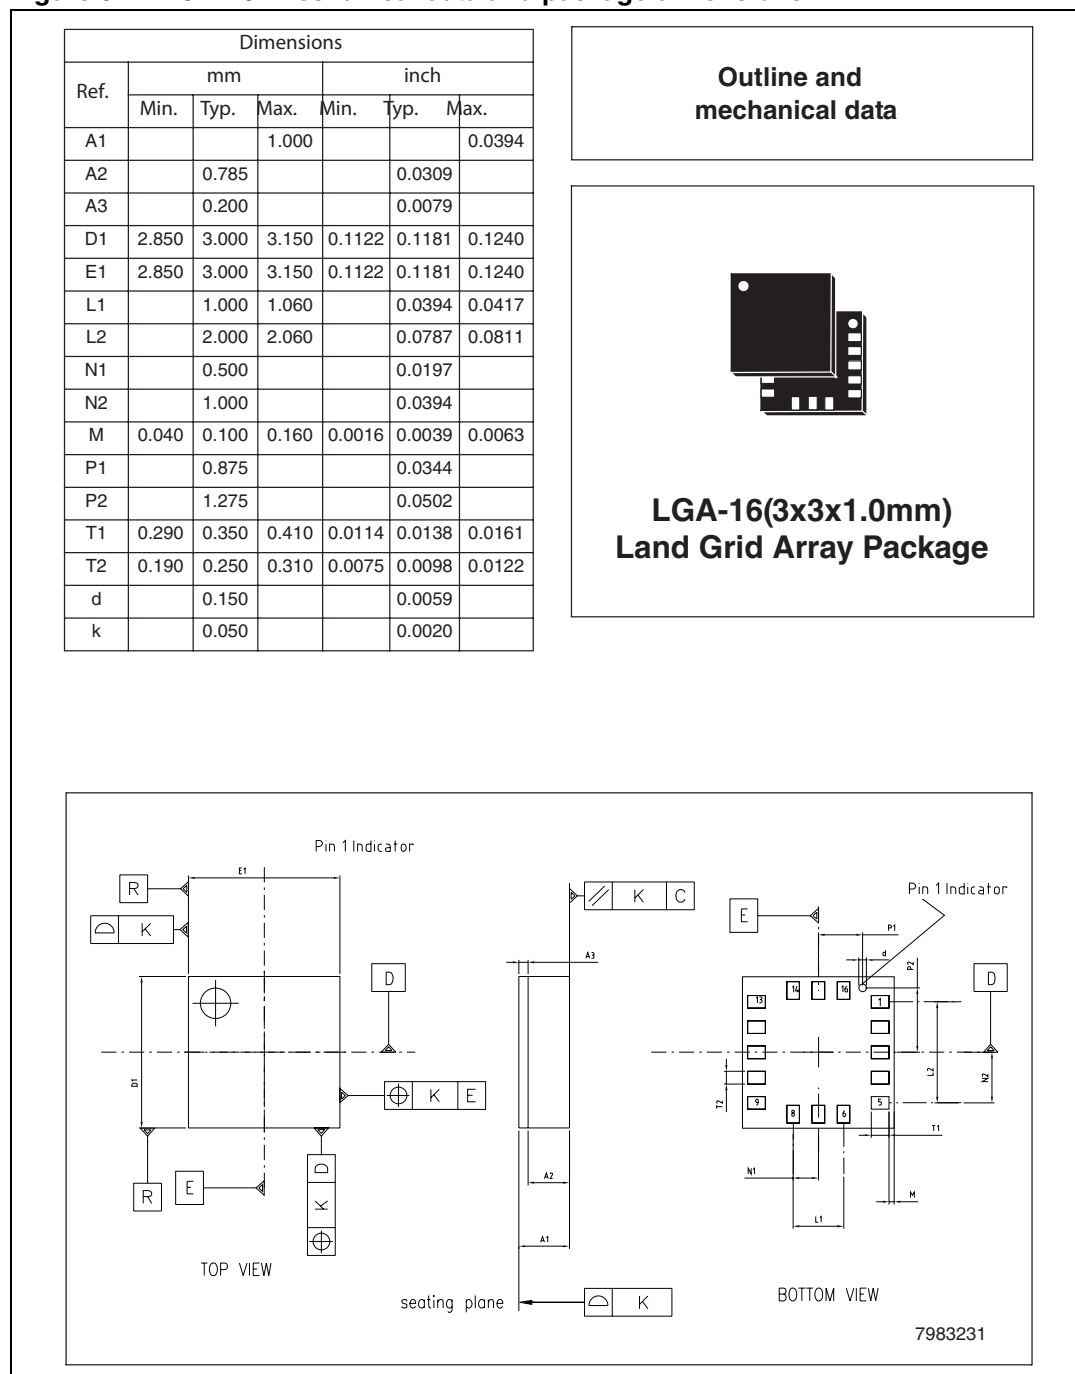 Dimensions
Ref. mm inch
Min. Typ. Max. Min. Typ. Max.
A1 1.000 0.0394
A2 0.785 0.0309
A3 0.200 0.0079
D1 2.850 3.000 3.150 0.1122 0.1181 0.1240
E1 2.850 3.000 3.150 0.1122 0.1181 0.1240
L1 1.000 1.060 0.0394 0.0417
L2 2.000 2.060 0.0787 0.0811
N1 0.500 0.0197
N2 1.000 0.0394
M 0.040 0.100 0.160 0.0016 0.0039 0.0063
P1 0.875 0.0344
P2 1.275 0.0502
T1 0.290 0.350 0.410 0.0114 0.0138 0.0161
T2 0.190 0.250 0.310 0.0075 0.0098 0.0122
d 0.150 0.0059
k 0.050 0.0020
Outline and
mechanical data
LGA-16(3x3x1.0mm)
Land Grid Array Package
Pin 1 Indicator
E1
R
K
D
D1
K E
R
E
K D
TOP VIEW
K C
A3
A2
A1
seating plane
K
Pin 1 Indicator
E
P1
d
P2
D
13 14 16 1
L2
N2
T2
9 8 6 5
T1
N1
M
L1
BOTTOM VIEW
7983231